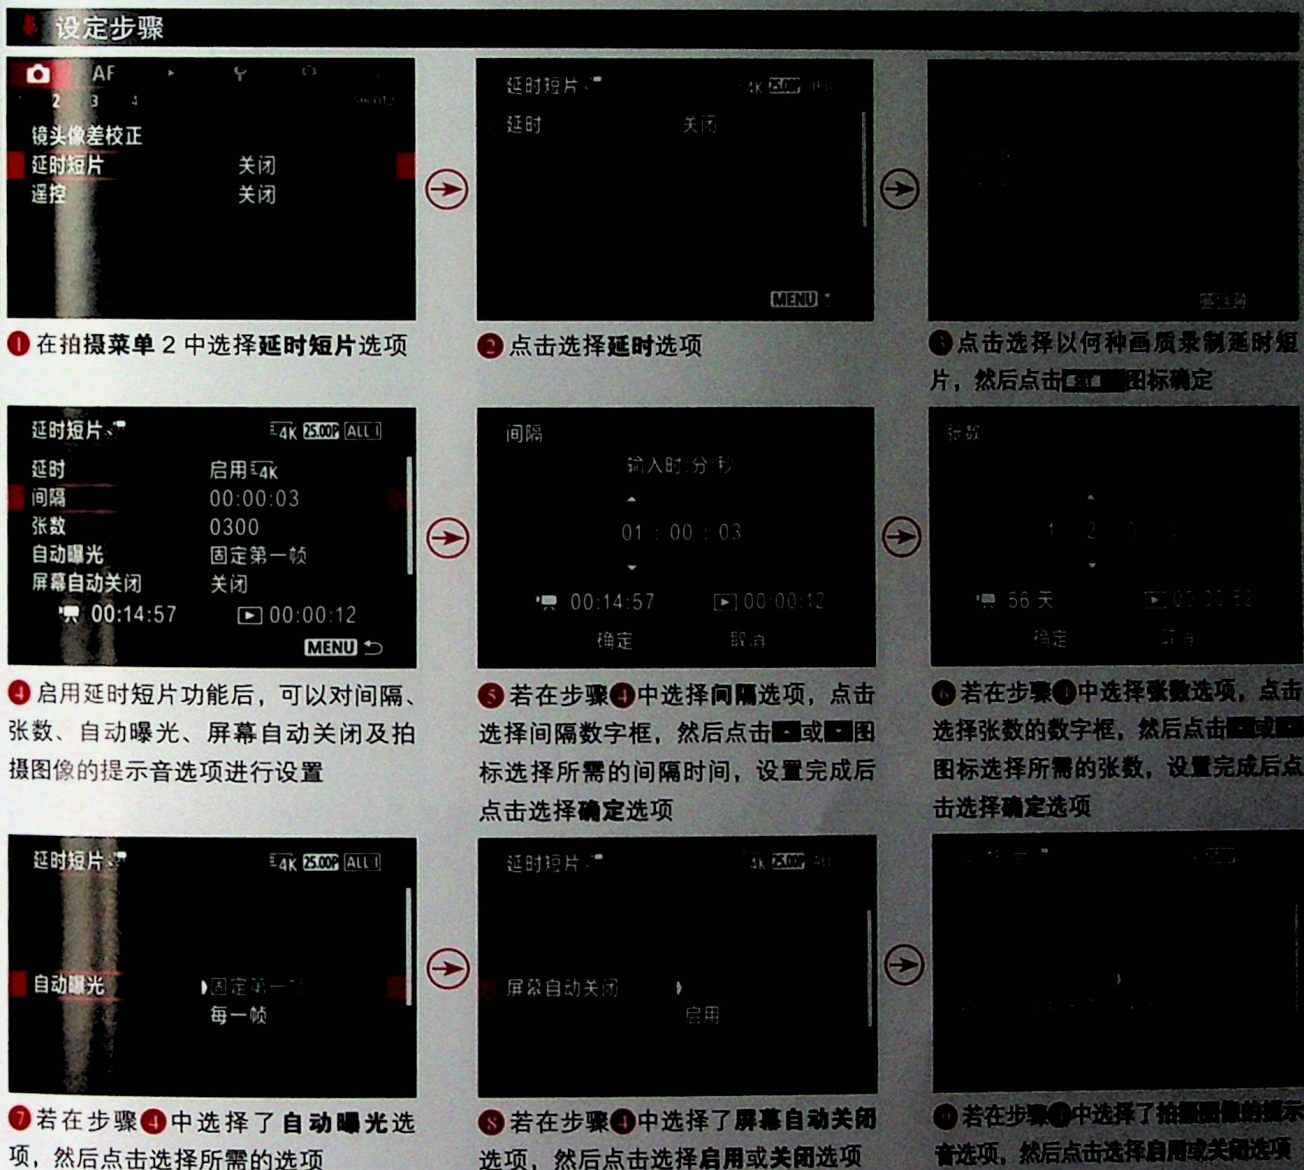 设定步骤
AF
2 3 4
镜头像差校正
延时短片 关闭
遥控 关闭
❶ 在拍摄菜单 2 中选择延时短片选项
延时短片 4K 25.00P
延时 关闭
MENU
❷ 点击选择延时选项
❸ 点击选择以何种画质录制延时短
片，然后点击 图标确定
延时短片 4K 25.00P ALL-I
延时 启用 4K
间隔 00:00:03
张数 0300
自动曝光 固定第一帧
屏幕自动关闭 关闭
00:14:57 00:00:12
MENU
❹ 启用延时短片功能后，可以对间隔、
张数、自动曝光、屏幕自动关闭及拍
摄图像的提示音选项进行设置
间隔
输入时:分:秒
01 : 00 : 03
00:14:57 00:00:12
确定 取消
❺ 若在步骤❹中选择间隔选项，点击
选择间隔数字框，然后点击 或 图
标选择所需的间隔时间，设置完成后
点击选择确定选项
张数
56 天
确定 取消
❻ 若在步骤❹中选择张数选项，点击
选择张数的数字框，然后点击 或
图标选择所需的张数，设置完成后点
击选择确定选项
延时短片 4K 25.00P ALL-I
自动曝光 固定第一帧
每一帧
❼ 若在步骤❹中选择了自动曝光选
项，然后点击选择所需的选项
延时短片 4K 25.00P
屏幕自动关闭
启用
❽ 若在步骤❹中选择了屏幕自动关闭
选项，然后点击选择启用或关闭选项
❾ 若在步骤❹中选择了拍摄图像的提示
音选项，然后点击选择启用或关闭选项